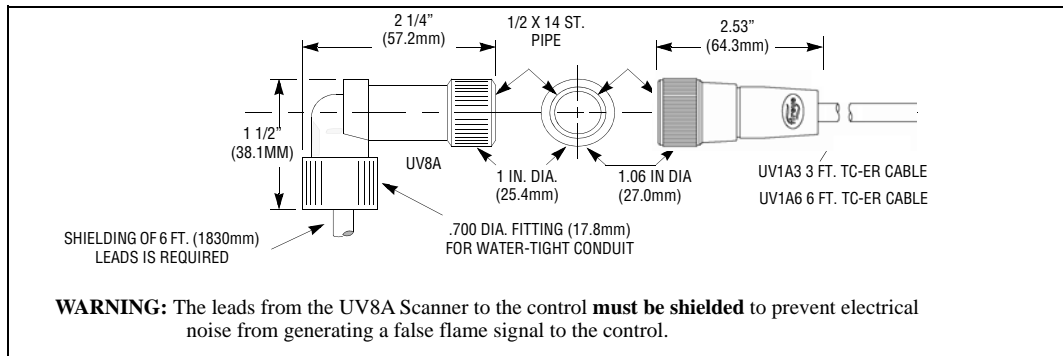 2 1/4”
(57.2mm)
1/2 X 14 ST.
PIPE
2.53”
(64.3mm)
1 1/2”
(38.1MM)
UV8A
1 IN. DIA.
(25.4mm)
1.06 IN DIA
(27.0mm)
UV1A3 3 FT. TC-ER CABLE
UV1A6 6 FT. TC-ER CABLE
SHIELDING OF 6 FT. (1830mm)
LEADS IS REQUIRED
.700 DIA. FITTING (17.8mm)
FOR WATER-TIGHT CONDUIT
WARNING: The leads from the UV8A Scanner to the control must be shielded to prevent electrical
noise from generating a false flame signal to the control.